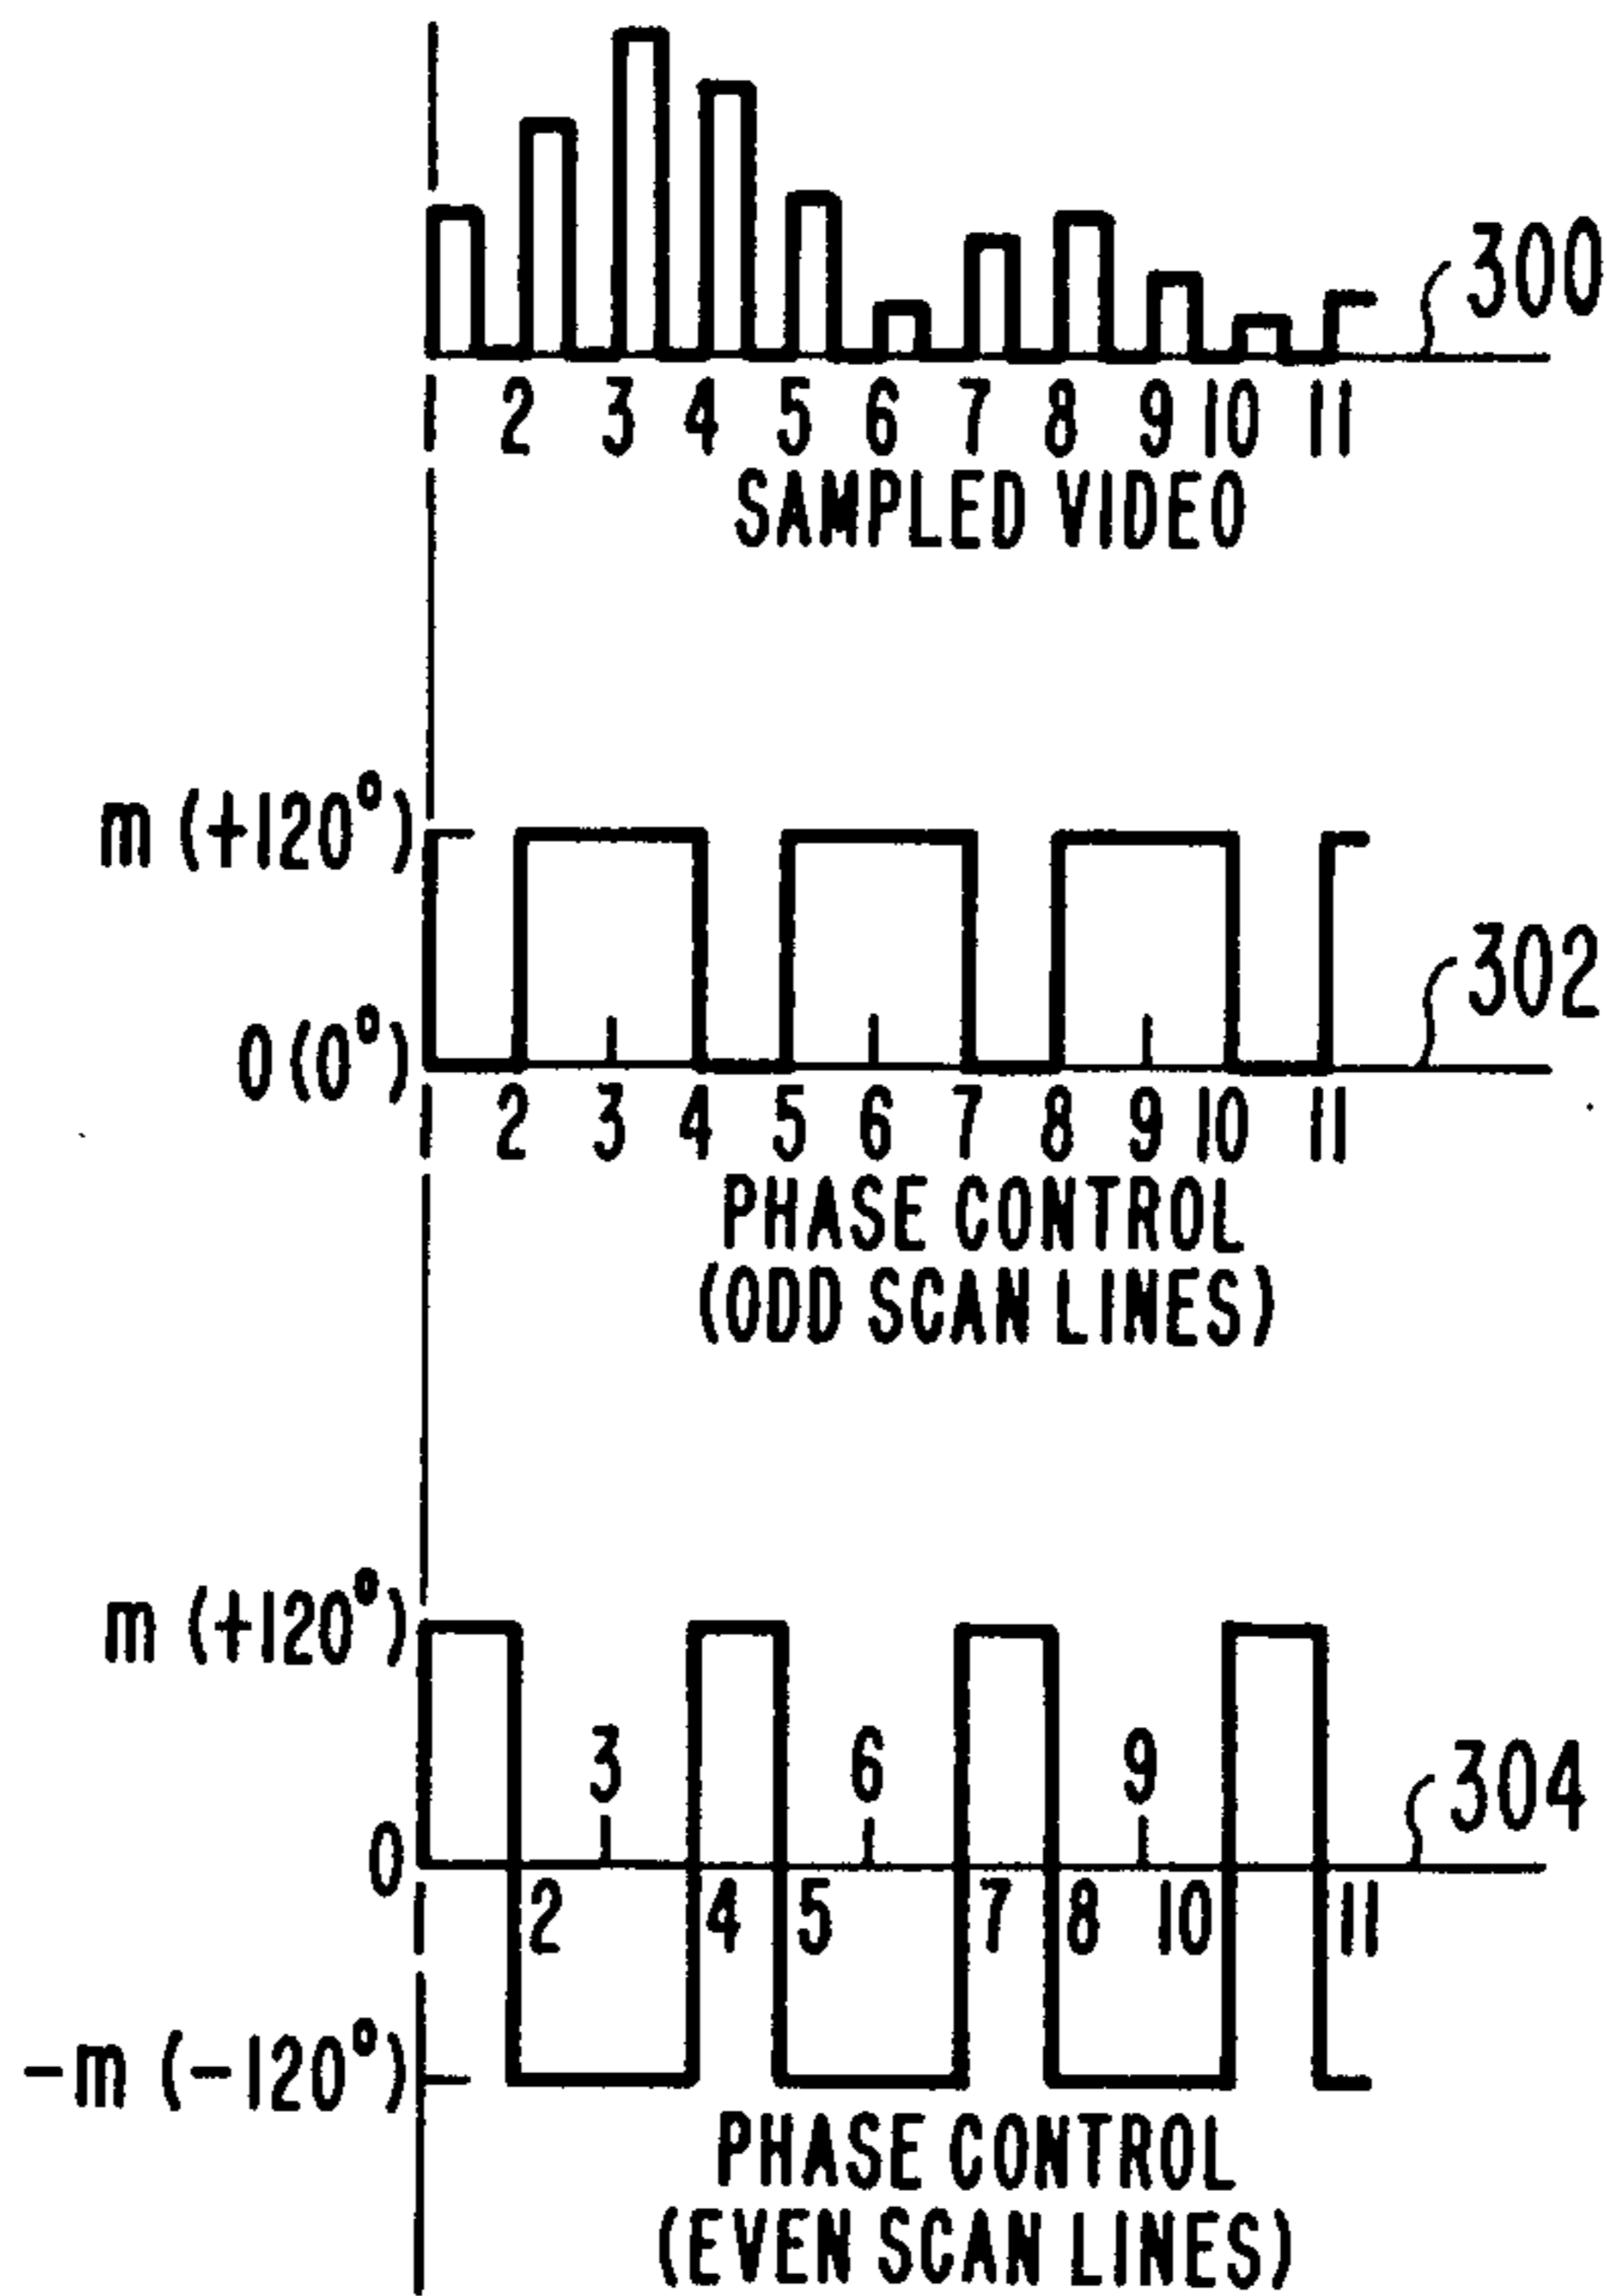 300
1 2 3 4 5 6 7 8 9 10 11
SAMPLED VIDEO
m (+120°)
302
0 (0°)
1 2 3 4 5 6 7 8 9 10 11
PHASE CONTROL
(ODD SCAN LINES)
m (+120°)
3 6 9
304
0
1 2 4 5 7 8 10 11
-m (-120°)
PHASE CONTROL
(EVEN SCAN LINES)